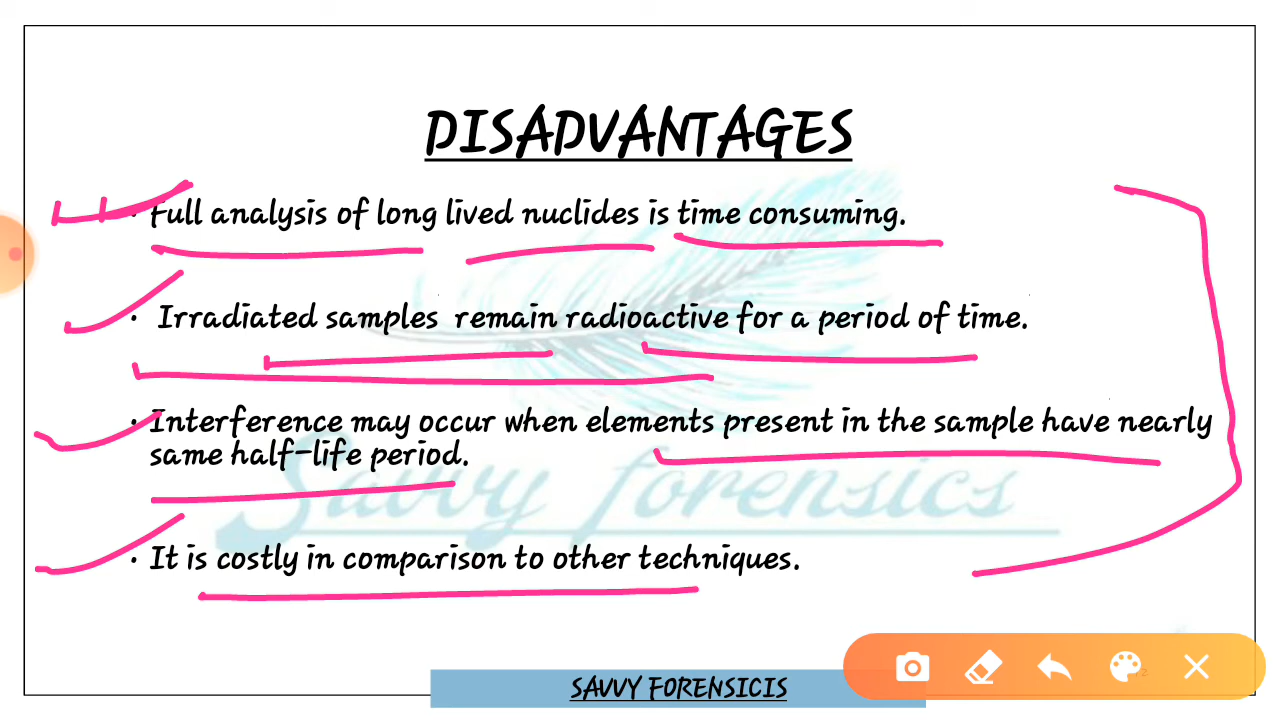 DISADVANTAGES
• Full analysis of long lived nuclides is time consuming.
• Irradiated samples remain radioactive for a period of time.
• Interference may occur when elements present in the sample have nearly
same half-life period.
Savvy forensics
• It is costly in comparison to other techniques.
SAVVY FORENSICIS